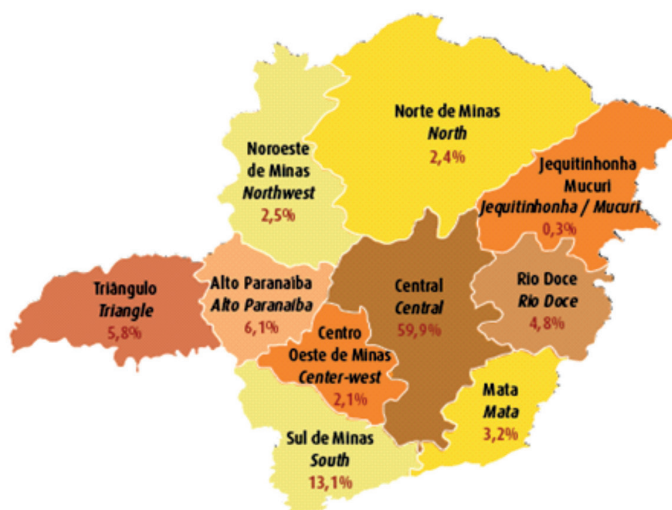 Norte de Minas
North
2,4%
Noroeste
de Minas
Northwest
2,5%
Jequitinhonha
Mucuri
Jequitinhonha / Mucuri
0,3%
Triângulo
Triangle
5,8%
Alto Paranaíba
Alto Paranaíba
6,1%
Central
Central
59,9%
Rio Doce
Rio Doce
4,8%
Centro
Oeste de Minas
Center-west
2,1%
Mata
Mata
3,2%
Sul de Minas
South
13,1%